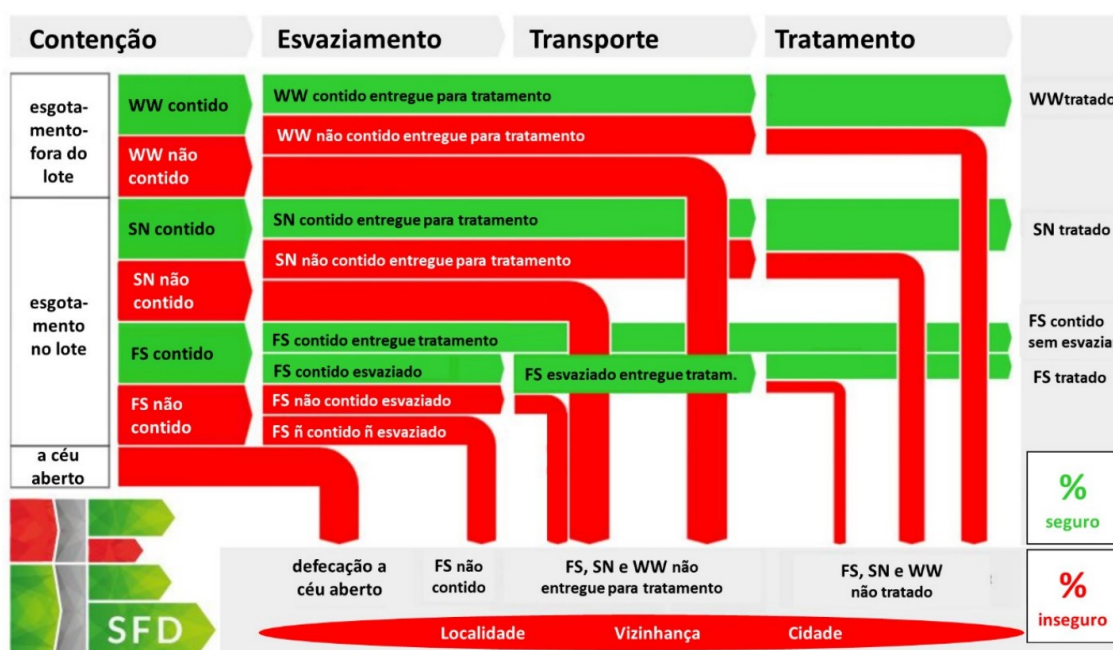 Contenção
Esvaziamento
Transporte
Tratamento
esgota-
mento-
fora do
lote
WW contido
WW contido entregue para tratamento
WWtratado
WW não
contido
WW não contido entregue para tratamento
esgota-
mento
no lote
SN contido
SN contido entregue para tratamento
SN tratado
SN não
contido
SN não contido entregue para tratamento
FS contido
FS contido entregue tratamento
FS contido
sem esvazia
FS contido esvaziado
FS esvaziado entregue tratam.
FS tratado
FS não
contido
FS não contido esvaziado
FS ñ contido ñ esvaziado
a céu
aberto
%
seguro
defecação a
céu aberto
FS não
contido
FS, SN e WW não
entregue para tratamento
FS, SN e WW
não tratado
%
inseguro
SFD
Localidade
Vizinhança
Cidade